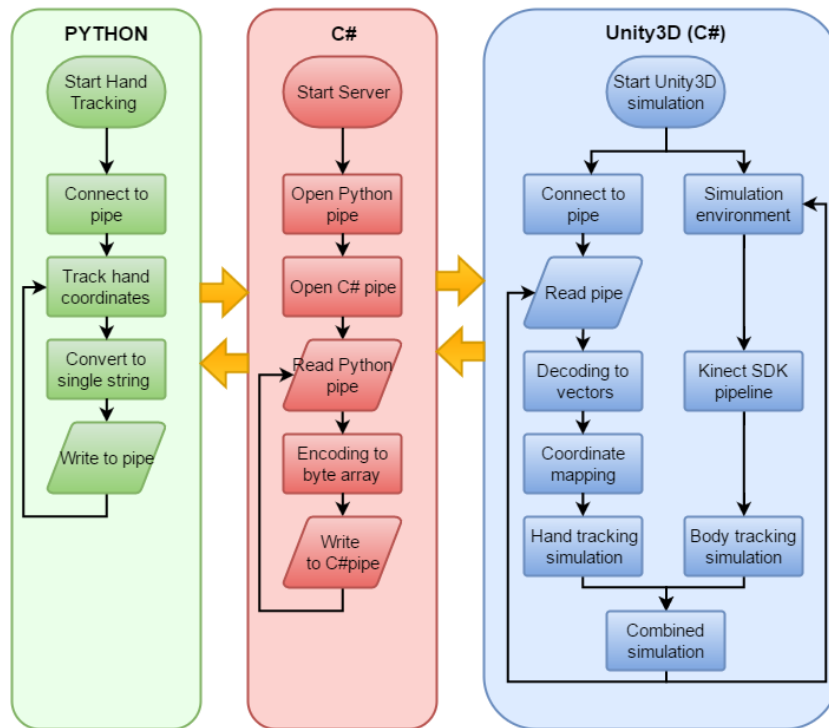 PYTHON
Start Hand
Tracking
Connect to
pipe
Track hand
coordinates
Convert to
single string
Write to pipe
C#
Start Server
Open Python
pipe
Open C# pipe
Read Python
pipe
Encoding to
byte array
Write
to C#pipe
Unity3D (C#)
Start Unity3D
simulation
Connect to
pipe
Read pipe
Decoding to
vectors
Coordinate
mapping
Hand tracking
simulation
Simulation
environment
Kinect SDK
pipeline
Body tracking
simulation
Combined
simulation